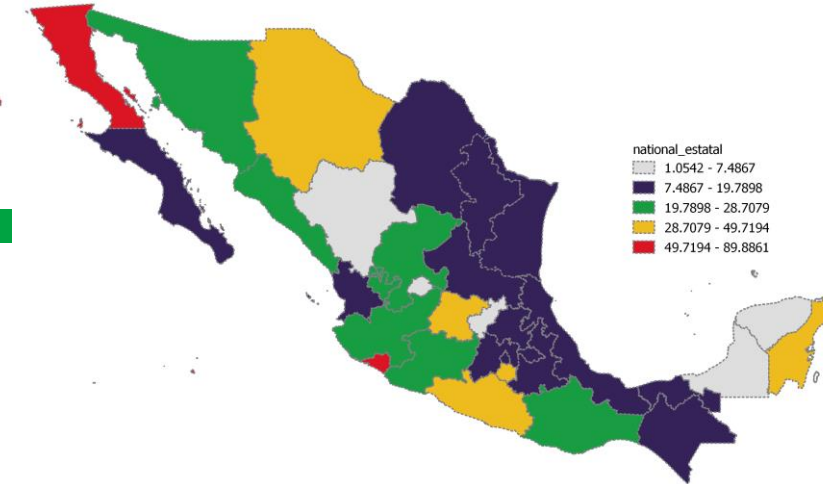 national_estatal
1.0542 - 7.4867
7.4867 - 19.7898
19.7898 - 28.7079
28.7079 - 49.7194
49.7194 - 89.8861